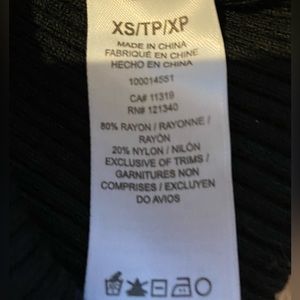 XS/TP/XP
MADE IN CHINA
FABRIQUÉ EN CHINE
HECHO EN CHINA
100014551
CA# 11319
RN# 121340
80% RAYON / RAYONNE /
RAYÓN
20% NYLON / NILÓN
EXCLUSIVE OF TRIMS /
GARNITURES NON
COMPRISES / EXCLUYEN
DO AVIOS